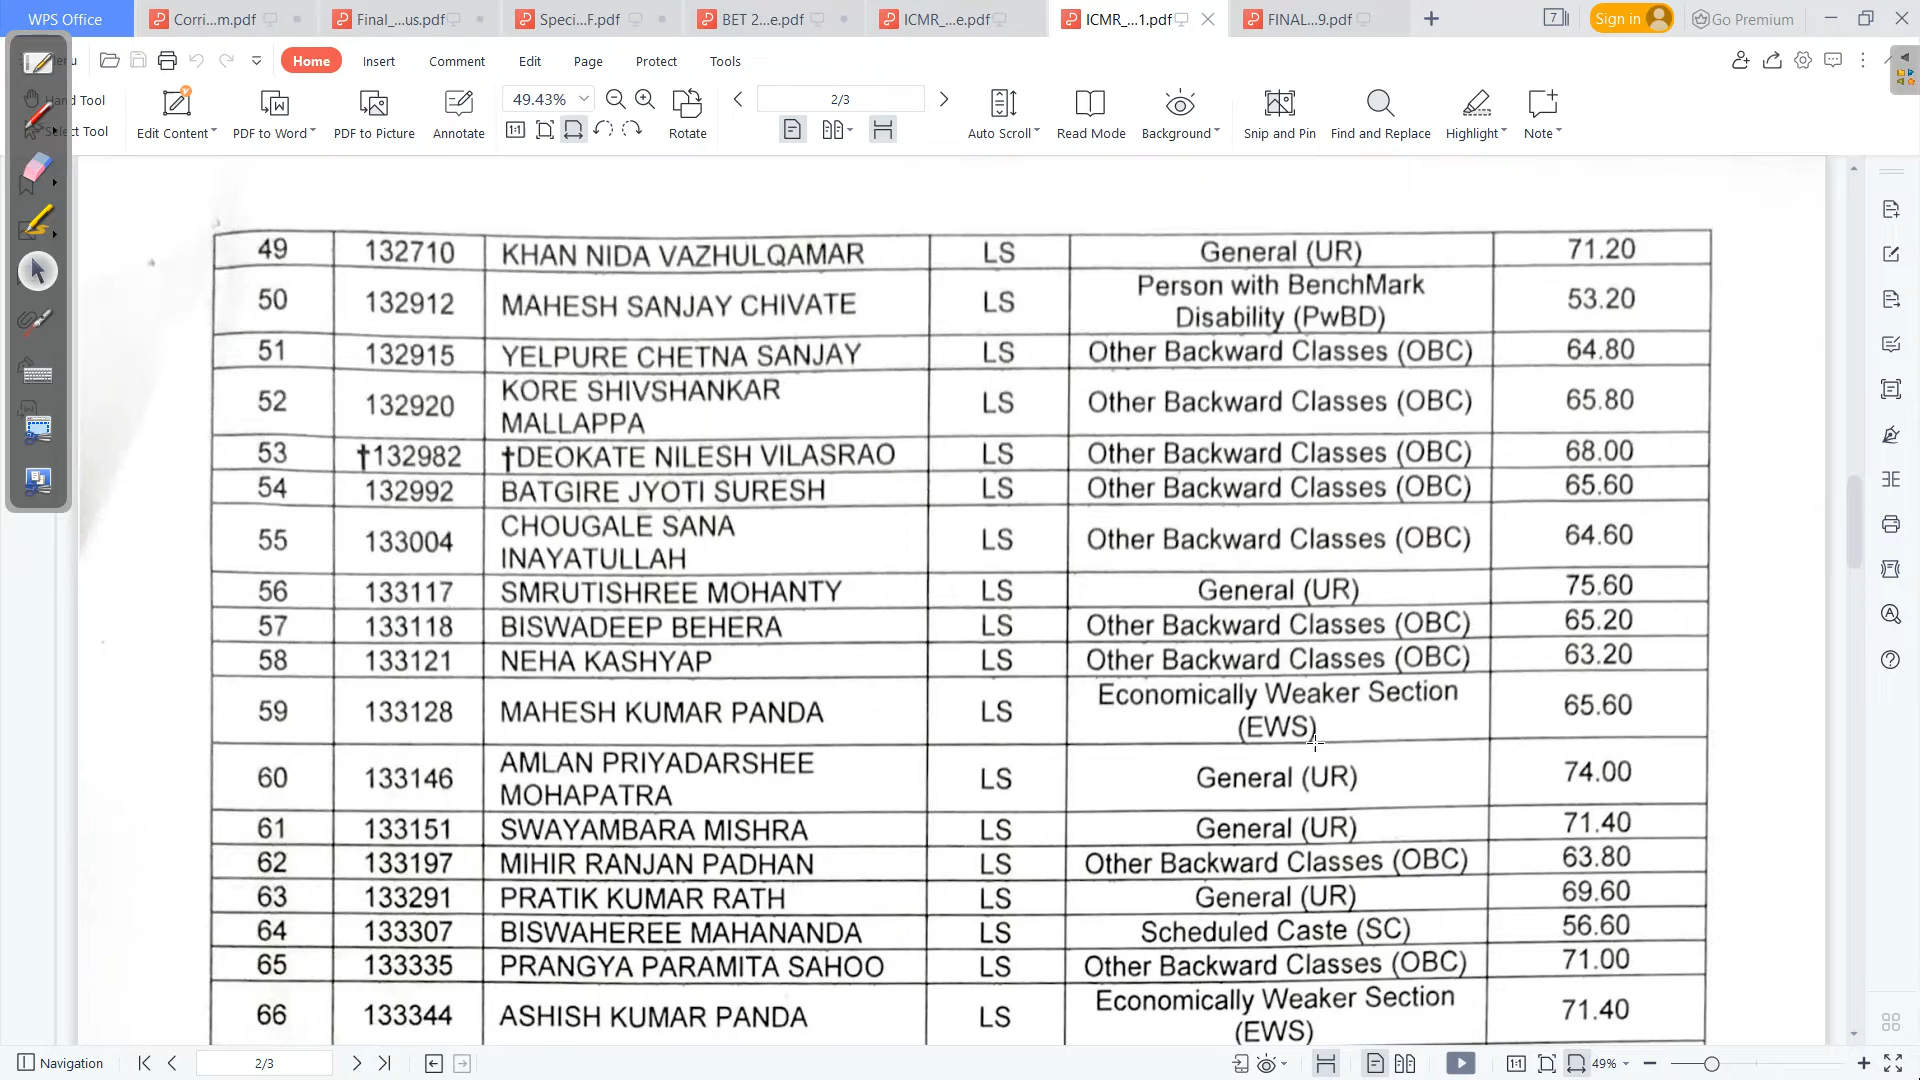 WPS Office
Corri...m.pdf
Final_...us.pdf
Speci...F.pdf
BET 2...e.pdf
ICMR_...e.pdf
ICMR_...1.pdf
FINAL...9.pdf
7
Sign in
Go Premium
Home
Insert
Comment
Edit
Page
Protect
Tools
Hand Tool
Select Tool
Edit Content
PDF to Word
PDF to Picture
Annotate
49.43%
1:1
Rotate
2/3
Auto Scroll
Read Mode
Background
Snip and Pin
Find and Replace
Highlight
Note
49 132710 KHAN NIDA VAZHULQAMAR LS General (UR) 71.20
50 132912 MAHESH SANJAY CHIVATE LS Person with BenchMark 53.20
Disability (PwBD)
51 132915 YELPURE CHETNA SANJAY LS Other Backward Classes (OBC) 64.80
52 132920 KORE SHIVSHANKAR LS Other Backward Classes (OBC) 65.80
MALLAPPA
53 †132982 †DEOKATE NILESH VILASRAO LS Other Backward Classes (OBC) 68.00
54 132992 BATGIRE JYOTI SURESH LS Other Backward Classes (OBC) 65.60
55 133004 CHOUGALE SANA LS Other Backward Classes (OBC) 64.60
INAYATULLAH
56 133117 SMRUTISHREE MOHANTY LS General (UR) 75.60
57 133118 BISWADEEP BEHERA LS Other Backward Classes (OBC) 65.20
58 133121 NEHA KASHYAP LS Other Backward Classes (OBC) 63.20
59 133128 MAHESH KUMAR PANDA LS Economically Weaker Section 65.60
(EWS)
60 133146 AMLAN PRIYADARSHEE LS General (UR) 74.00
MOHAPATRA
61 133151 SWAYAMBARA MISHRA LS General (UR) 71.40
62 133197 MIHIR RANJAN PADHAN LS Other Backward Classes (OBC) 63.80
63 133291 PRATIK KUMAR RATH LS General (UR) 69.60
64 133307 BISWAHEREE MAHANANDA LS Scheduled Caste (SC) 56.60
65 133335 PRANGYA PARAMITA SAHOO LS Other Backward Classes (OBC) 71.00
66 133344 ASHISH KUMAR PANDA LS Economically Weaker Section 71.40
(EWS)
Navigation
2/3
1:1
49%